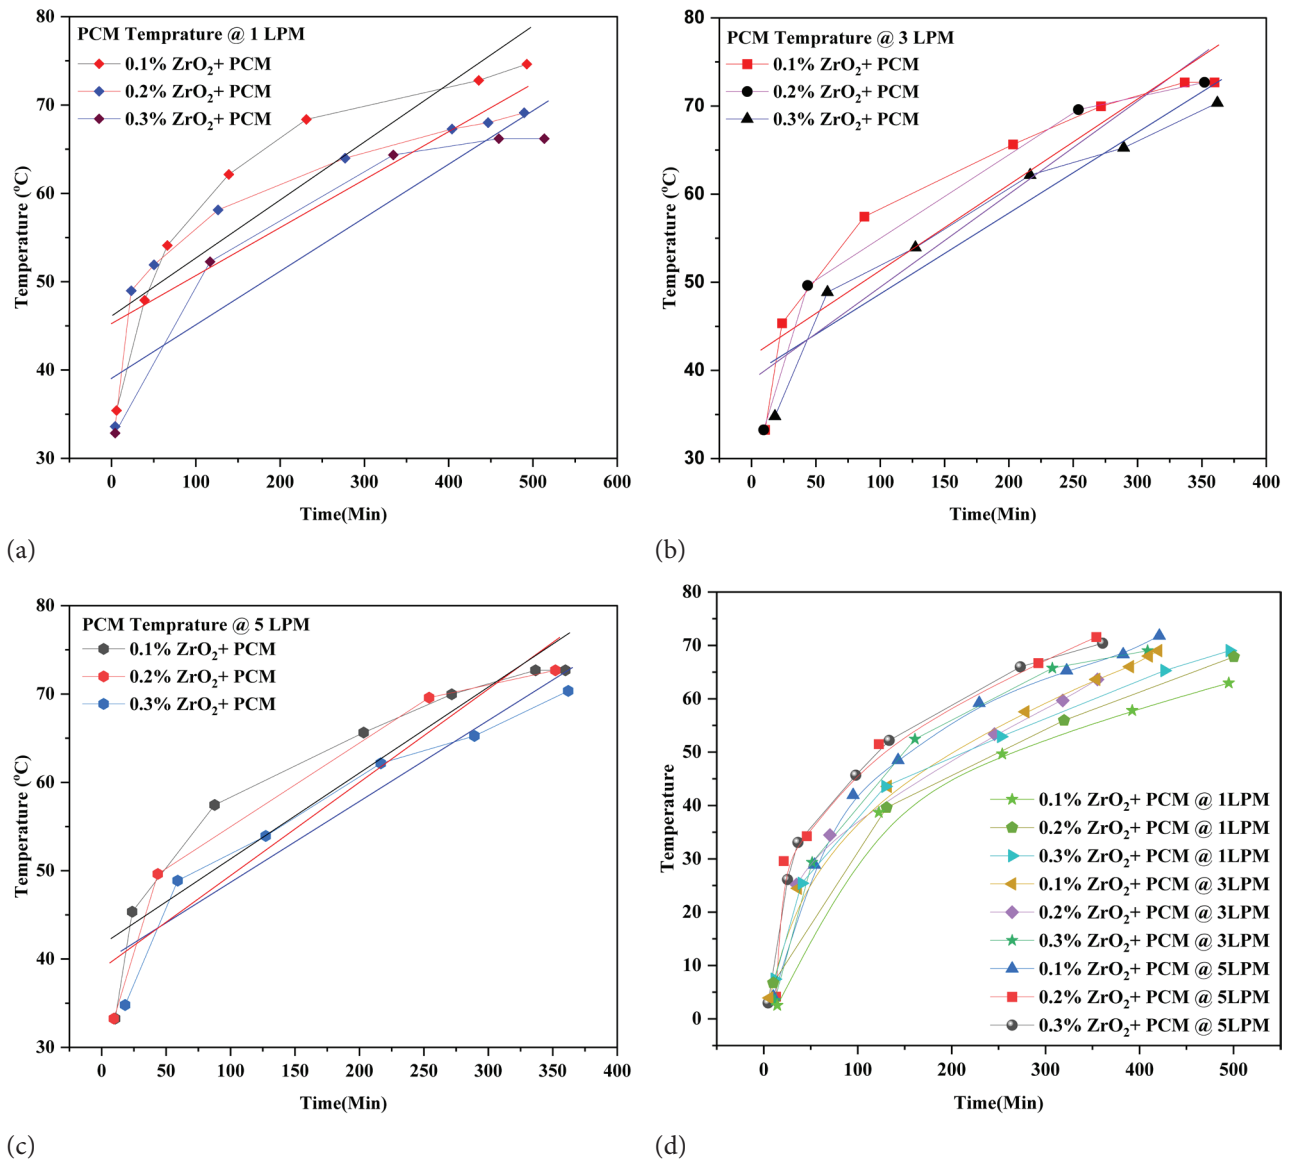 PCM Temprature @ 1 LPM
0.1% ZrO₂+ PCM
0.2% ZrO₂+ PCM
0.3% ZrO₂+ PCM
80
70
60
50
40
30
Temperature (⁰C)
0 100 200 300 400 500 600
Time(Min)
(a)
PCM Temprature @ 3 LPM
0.1% ZrO₂+ PCM
0.2% ZrO₂+ PCM
0.3% ZrO₂+ PCM
80
70
60
50
40
30
Temperature (⁰C)
0 50 100 150 200 250 300 350 400
Time(Min)
(b)
PCM Temprature @ 5 LPM
0.1% ZrO₂+ PCM
0.2% ZrO₂+ PCM
0.3% ZrO₂+ PCM
80
70
60
50
40
30
Temperature (⁰C)
0 50 100 150 200 250 300 350 400
Time(Min)
(c)
80
70
60
50
40
30
20
10
0
Temperature
0.1% ZrO₂+ PCM @ 1LPM
0.2% ZrO₂+ PCM @ 1LPM
0.3% ZrO₂+ PCM @ 1LPM
0.1% ZrO₂+ PCM @ 3LPM
0.2% ZrO₂+ PCM @ 3LPM
0.3% ZrO₂+ PCM @ 3LPM
0.1% ZrO₂+ PCM @ 5LPM
0.2% ZrO₂+ PCM @ 5LPM
0.3% ZrO₂+ PCM @ 5LPM
0 100 200 300 400 500
Time(Min)
(d)